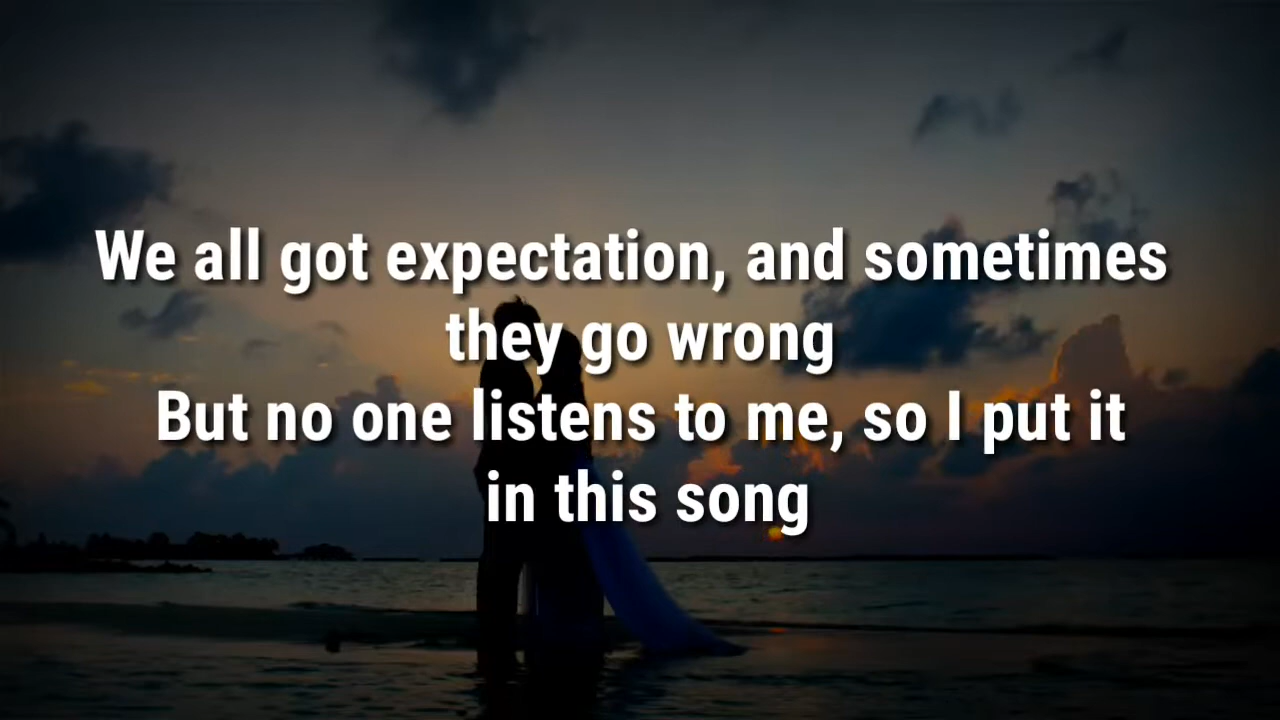 We all got expectation, and sometimes
they go wrong
But no one listens to me, so I put it
in this song